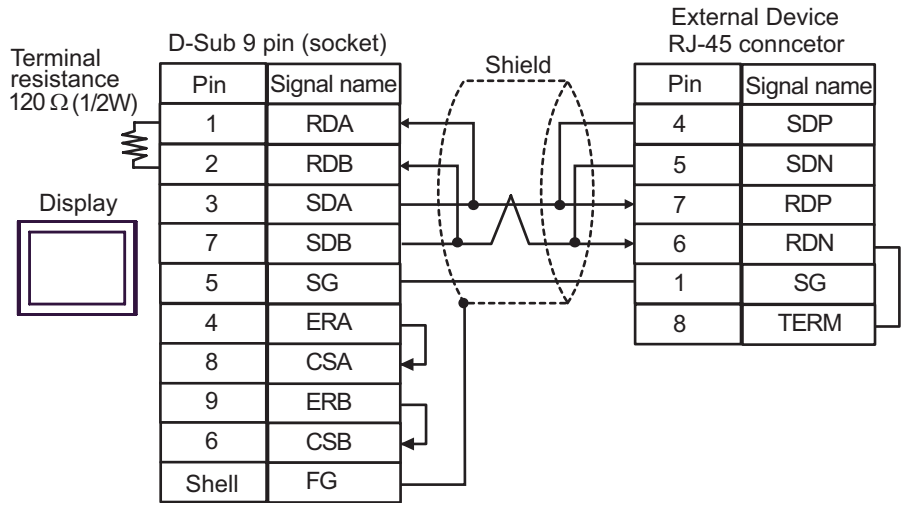 External Device
RJ-45 conncetor
D-Sub 9 pin (socket)
Terminal
resistance
120 Ω (1/2W)
Shield
Display
Pin Signal name
1 RDA
2 RDB
3 SDA
7 SDB
5 SG
4 ERA
8 CSA
9 ERB
6 CSB
Shell FG
Pin Signal name
4 SDP
5 SDN
7 RDP
6 RDN
1 SG
8 TERM